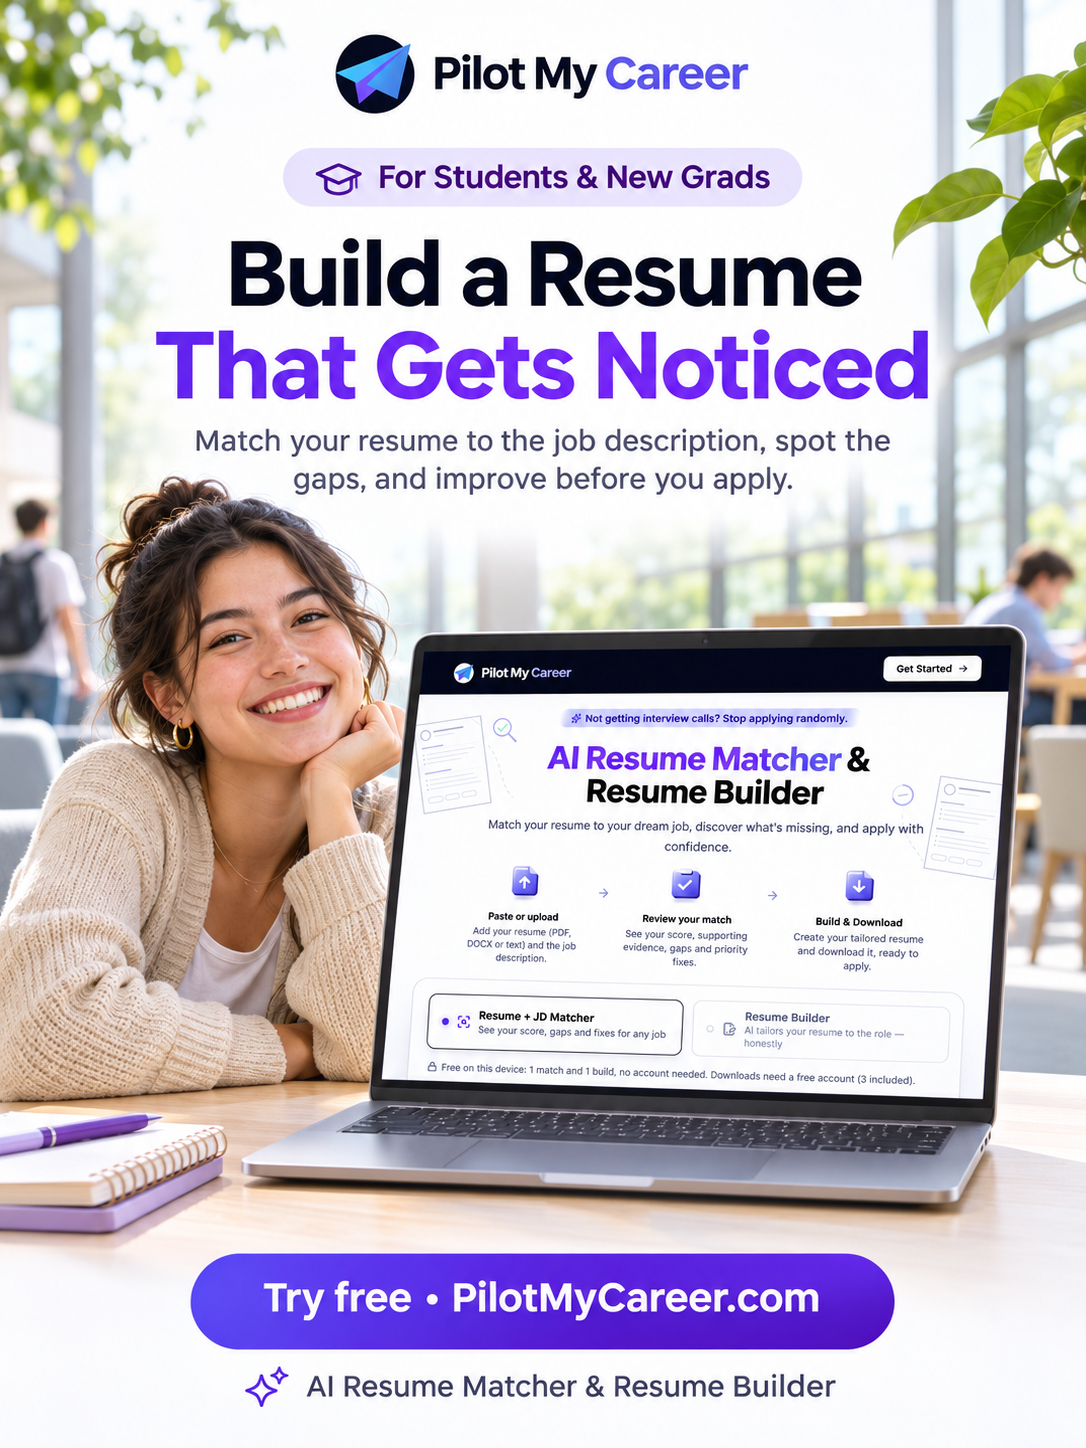 Pilot My Career
For Students & New Grads
Build a Resume
That Gets Noticed
Match your resume to the job description, spot the
gaps, and improve before you apply.
Pilot My Career
Get Started →
Not getting interview calls? Stop applying randomly.
AI Resume Matcher &
Resume Builder
Match your resume to your dream job, discover what's missing, and apply with
confidence.
Paste or upload
Add your resume (PDF,
DOCX or text) and the job
description.
Review your match
See your score, supporting
evidence, gaps and priority
fixes.
Build & Download
Create your tailored resume
and download it, ready to
apply.
Resume + JD Matcher
See your score, gaps and fixes for any job
Resume Builder
AI tailors your resume to the role —
honestly
Free on this device: 1 match and 1 build, no account needed. Downloads need a free account (3 included).
Try free • PilotMyCareer.com
AI Resume Matcher & Resume Builder